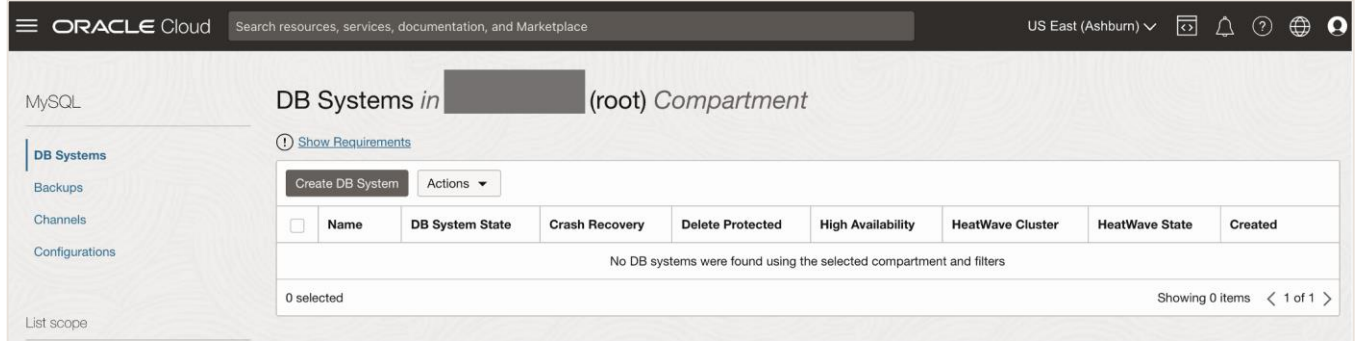 ORACLE Cloud
Search resources, services, documentation, and Marketplace
US East (Ashburn)
MySQL
DB Systems
Backups
Channels
Configurations
List scope
DB Systems in (root) Compartment
Show Requirements
Create DB System Actions
Name DB System State Crash Recovery Delete Protected High Availability HeatWave Cluster HeatWave State Created
No DB systems were found using the selected compartment and filters
0 selected Showing 0 items < 1 of 1 >